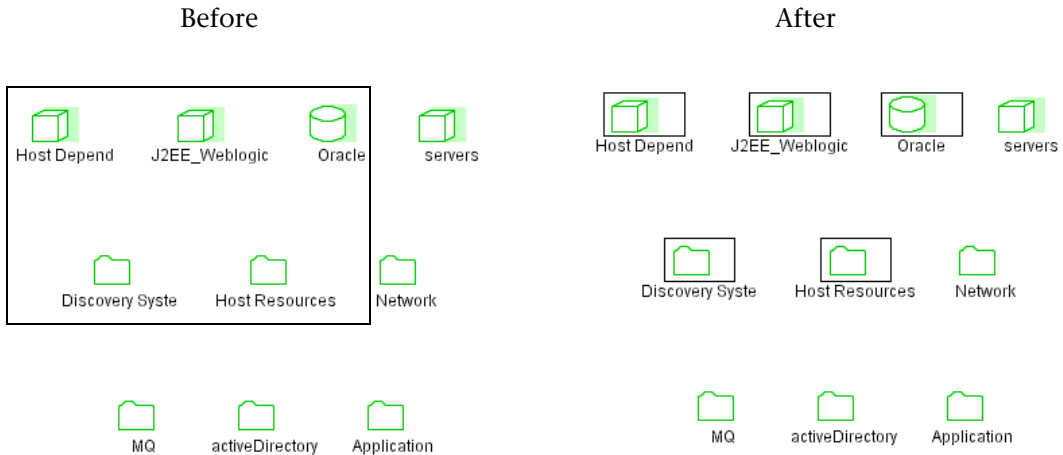 Before After
Host Depend J2EE_Weblogic Oracle servers Host Depend J2EE_Weblogic Oracle servers
Discovery Syste Host Resources Network Discovery Syste Host Resources Network
MQ activeDirectory Application MQ activeDirectory Application